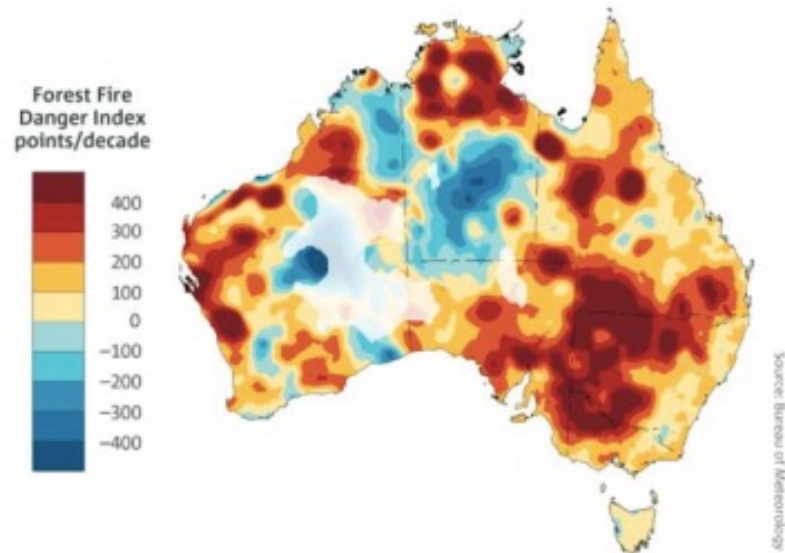 Forest Fire
Danger Index
points/decade
400
300
200
100
0
−100
−200
−300
−400
Source: Bureau of Meteorology